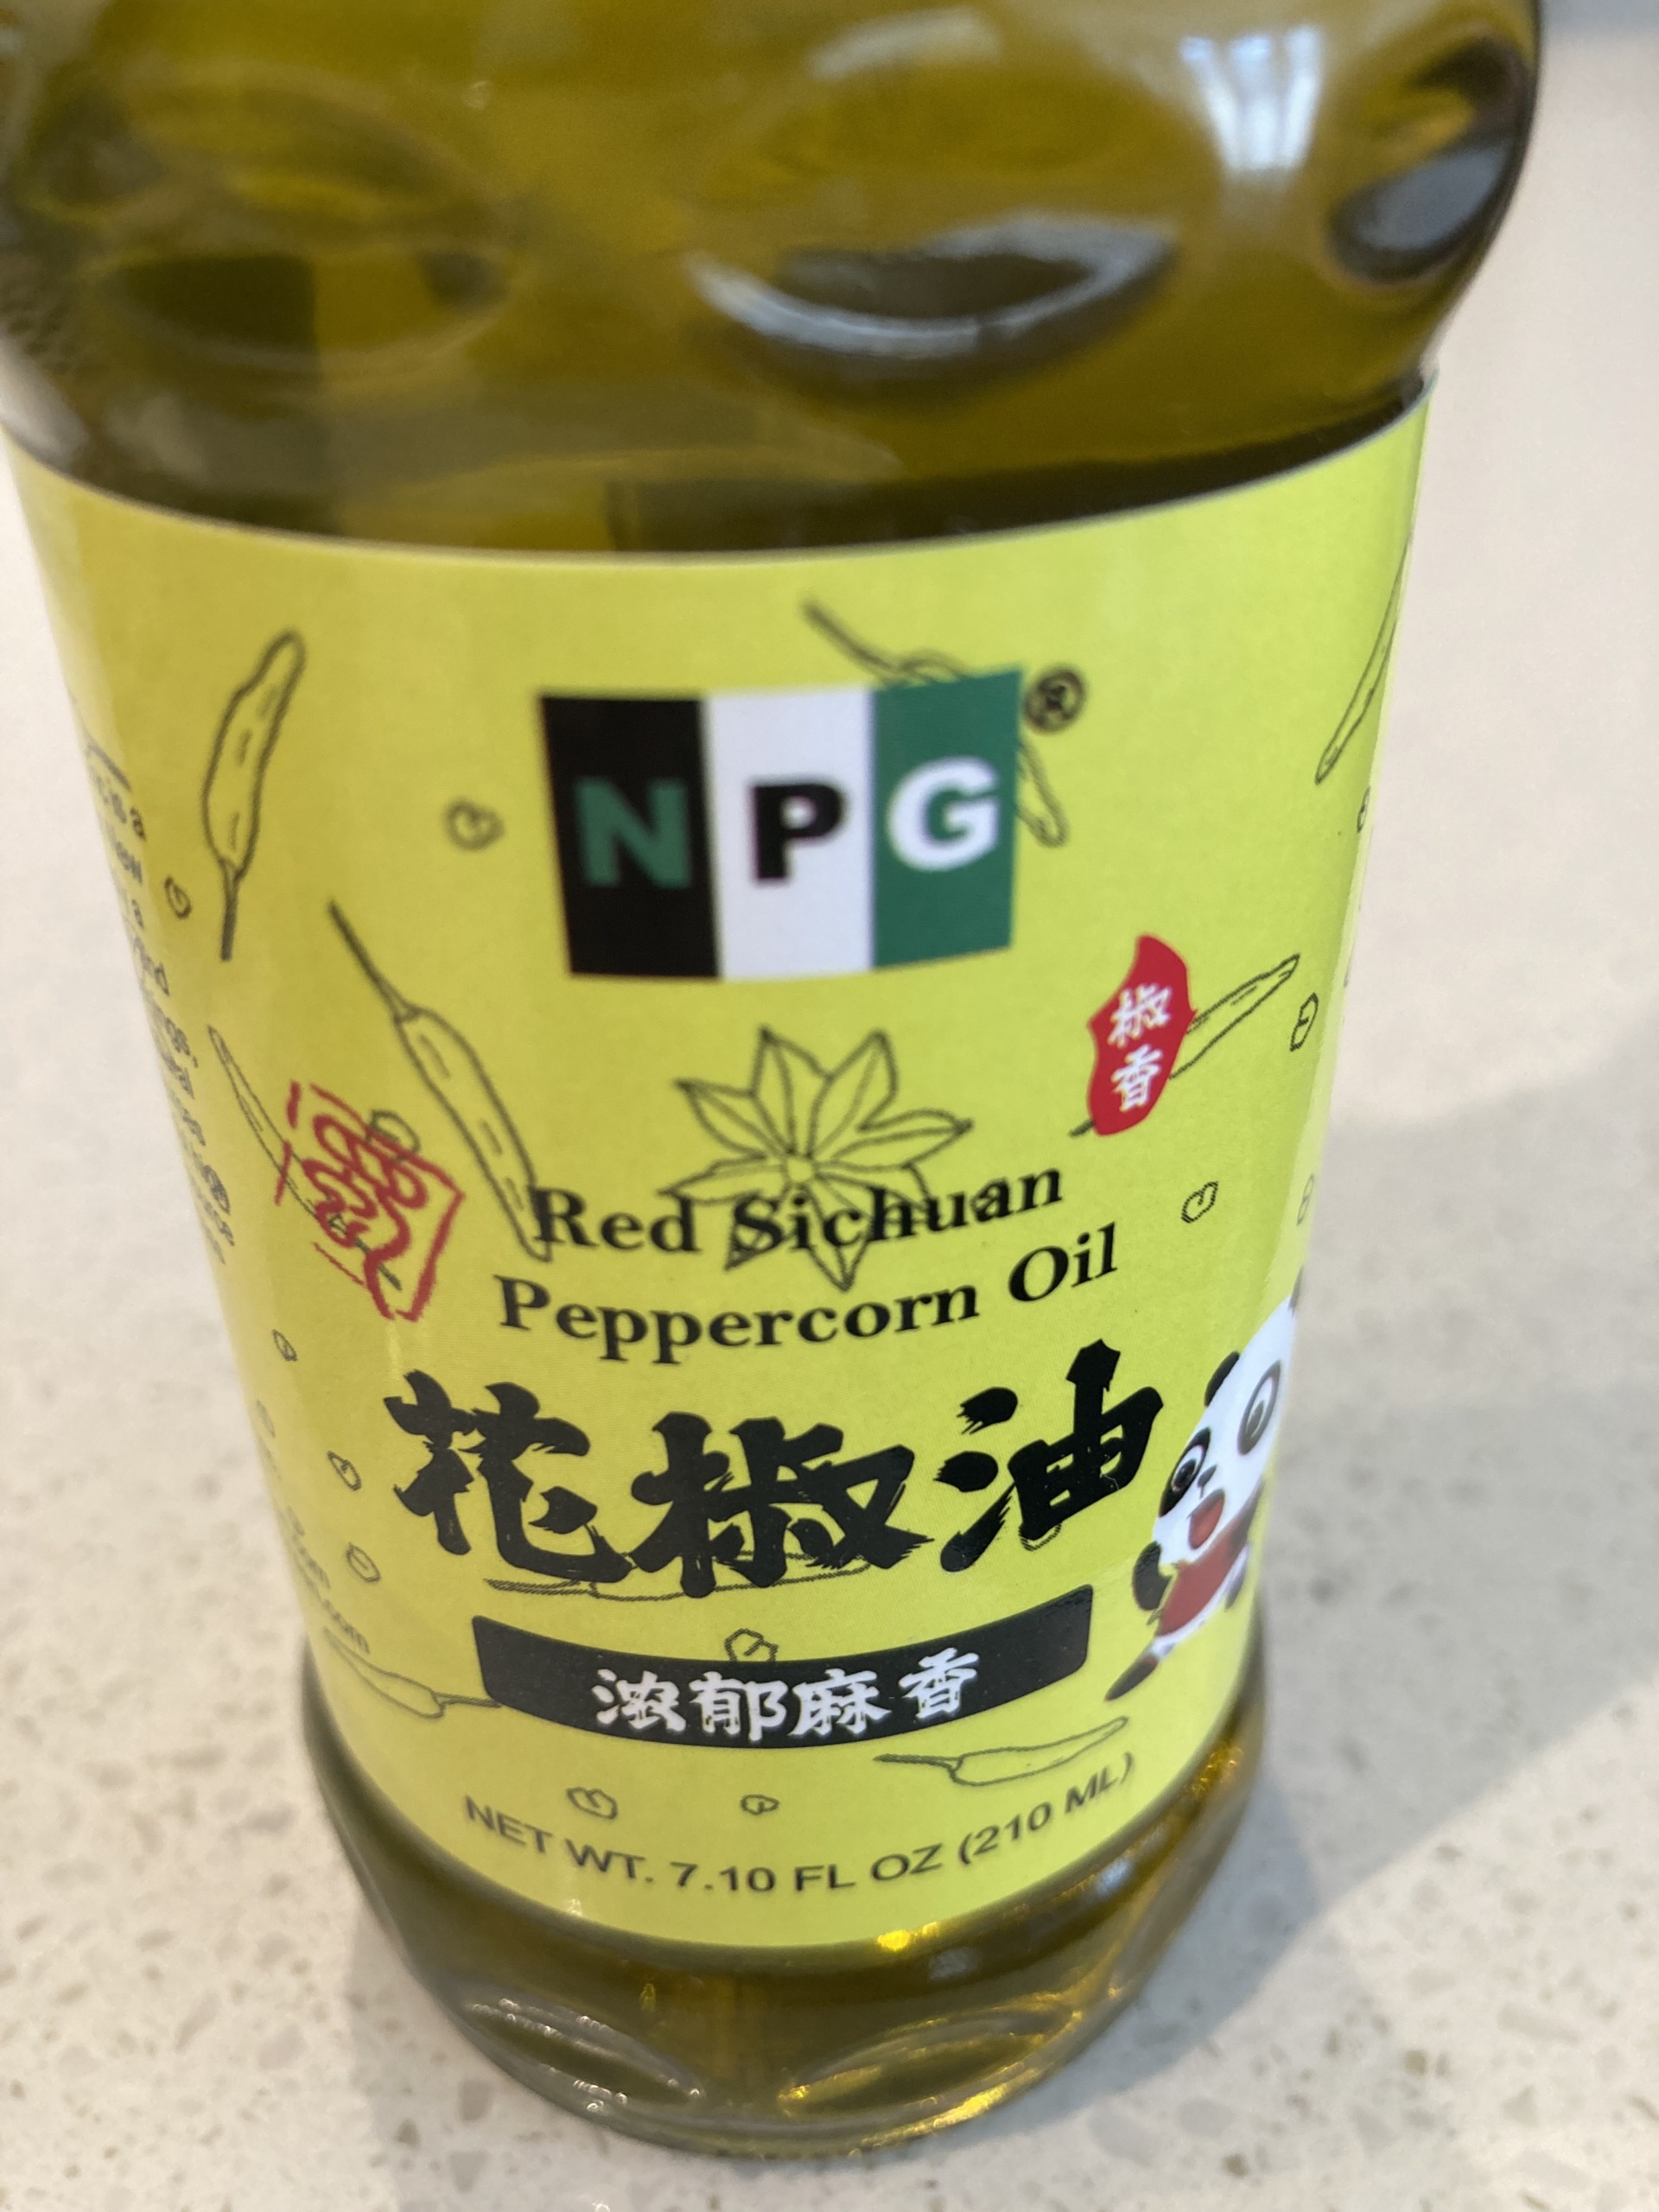 NPG®
椒香
Red Sichuan
Peppercorn Oil
花椒油
浓郁麻香
NET WT. 7.10 FL OZ (210 ML)